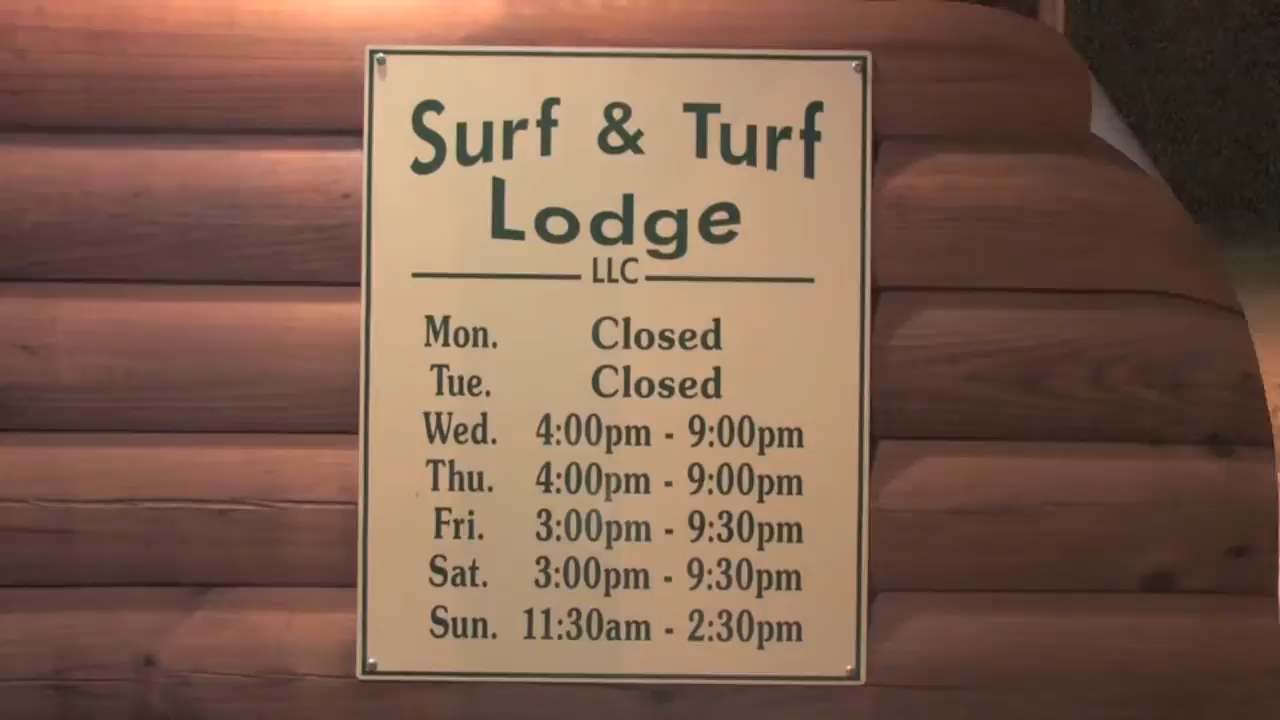 Surf & Turf
Lodge
LLC
Mon. Closed
Tue. Closed
Wed. 4:00pm - 9:00pm
Thu. 4:00pm - 9:00pm
Fri. 3:00pm - 9:30pm
Sat. 3:00pm - 9:30pm
Sun. 11:30am - 2:30pm